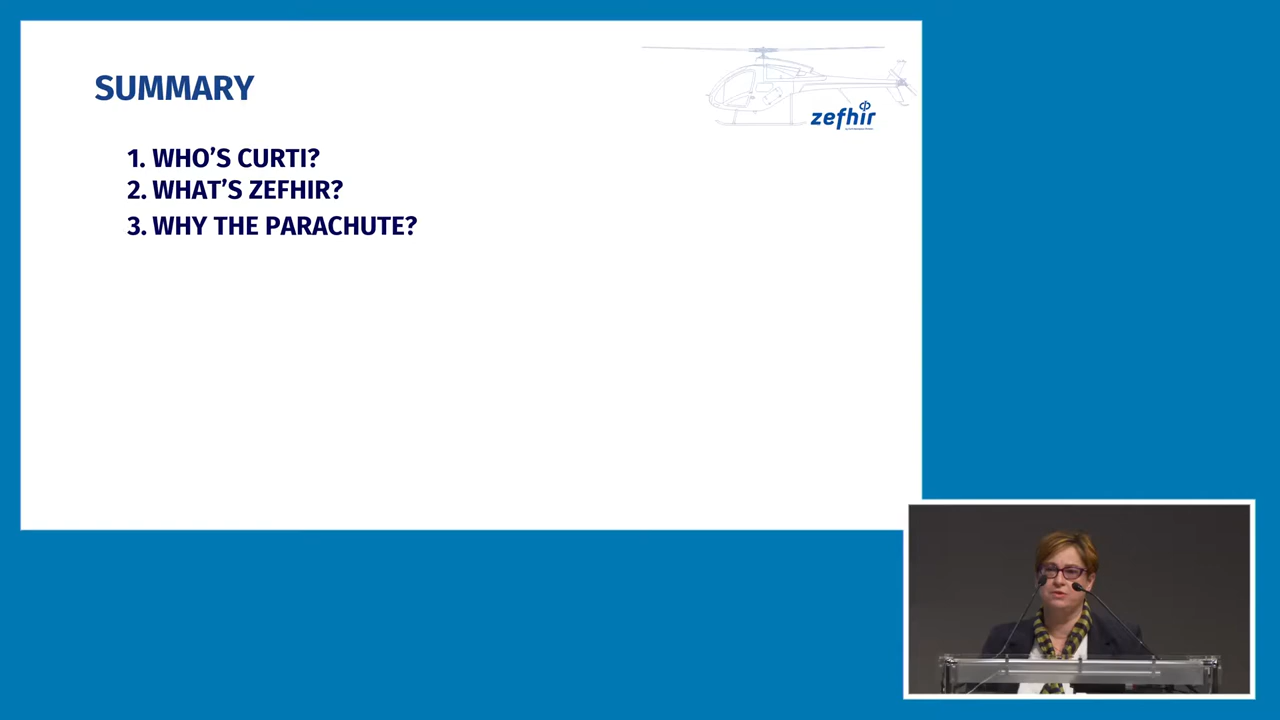 SUMMARY
zefhir
1. WHO'S CURTI?
2. WHAT'S ZEFHIR?
3. WHY THE PARACHUTE?